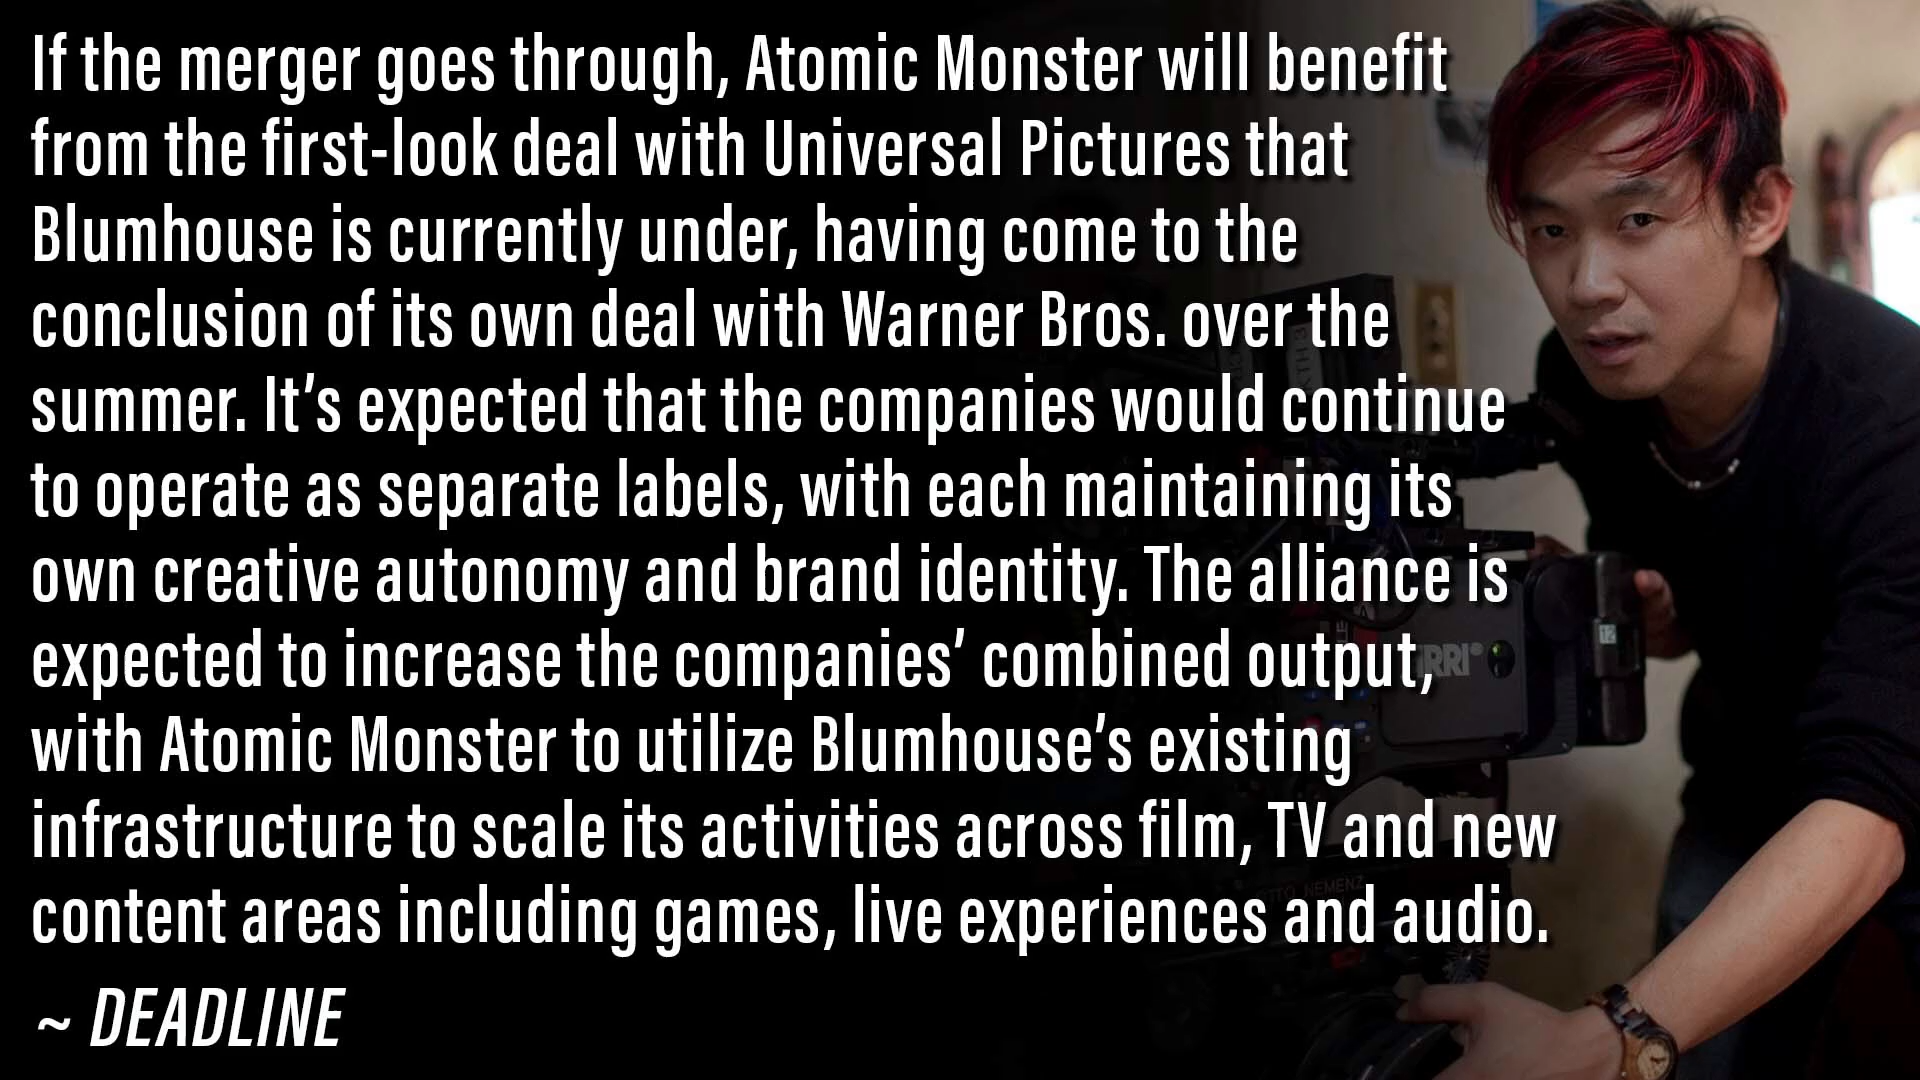 If the merger goes through, Atomic Monster will benefit
from the first-look deal with Universal Pictures that
Blumhouse is currently under, having come to the
conclusion of its own deal with Warner Bros. over the
summer. It’s expected that the companies would continue
to operate as separate labels, with each maintaining its
own creative autonomy and brand identity. The alliance is
expected to increase the companies’ combined output,
with Atomic Monster to utilize Blumhouse’s existing
infrastructure to scale its activities across film, TV and new
content areas including games, live experiences and audio.
~ DEADLINE
12
NEMENZ